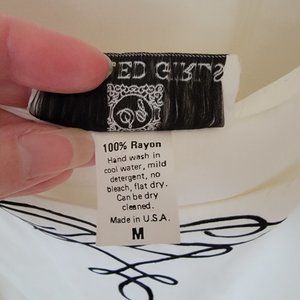 ED GIRLS
100% Rayon
Hand wash in
cool water, mild
detergent, no
bleach, flat dry.
Can be dry
cleaned.
Made in U.S.A.
M